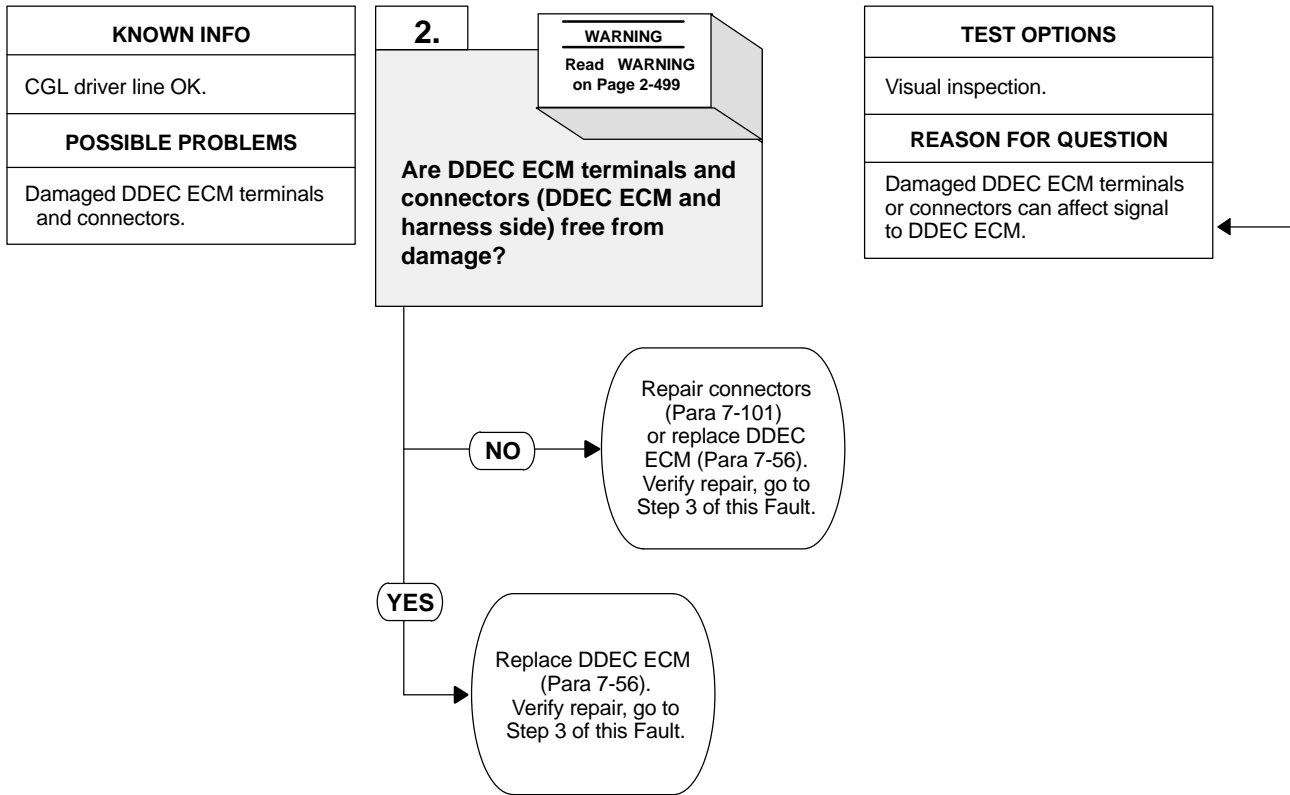 KNOWN INFO
CGL driver line OK.
POSSIBLE PROBLEMS
Damaged DDEC ECM terminals
and connectors.
2.
WARNING
Read WARNING
on Page 2-499
Are DDEC ECM terminals and
connectors (DDEC ECM and
harness side) free from
damage?
TEST OPTIONS
Visual inspection.
REASON FOR QUESTION
Damaged DDEC ECM terminals
or connectors can affect signal
to DDEC ECM.
NO
Repair connectors
(Para 7-101)
or replace DDEC
ECM (Para 7-56).
Verify repair, go to
Step 3 of this Fault.
YES
Replace DDEC ECM
(Para 7-56).
Verify repair, go to
Step 3 of this Fault.